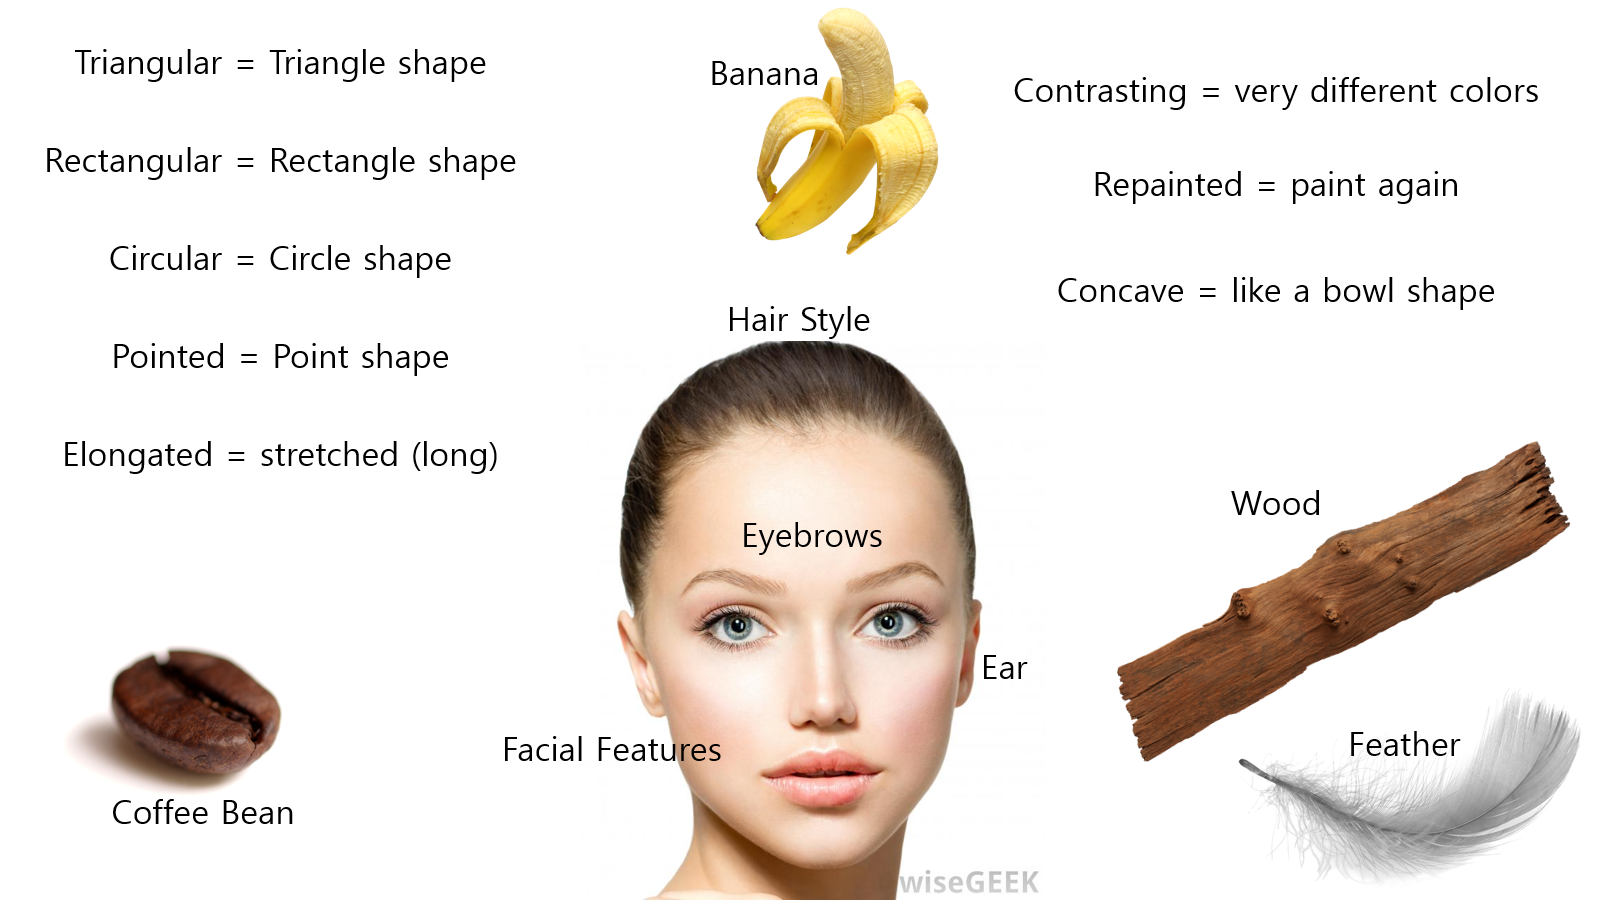 Triangular = Triangle shape
Rectangular = Rectangle shape
Circular = Circle shape
Pointed = Point shape
Elongated = stretched (long)
Coffee Bean
Banana
Hair Style
Eyebrows
Ear
Facial Features
wiseGEEK
Contrasting = very different colors
Repainted = paint again
Concave = like a bowl shape
Wood
Feather